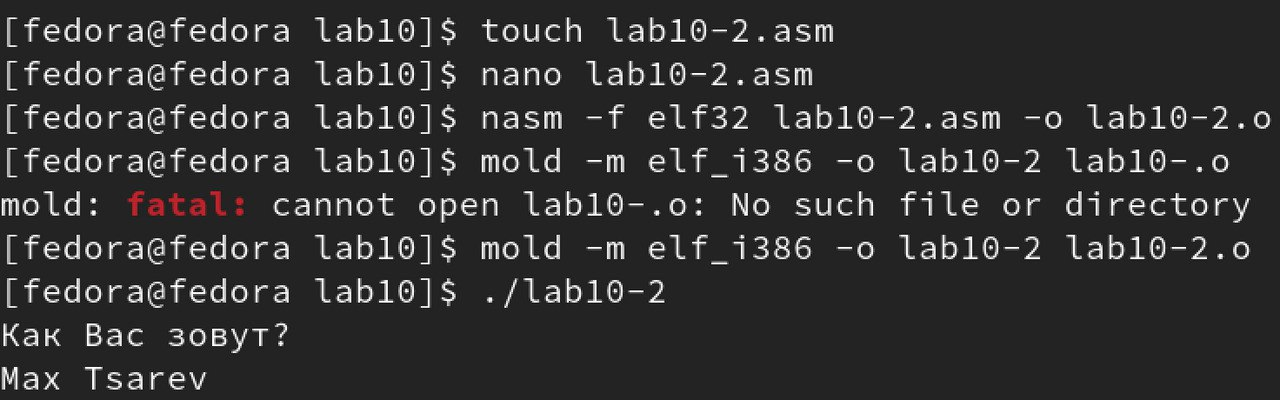 [fedora@fedora lab10]$ touch lab10-2.asm
[fedora@fedora lab10]$ nano lab10-2.asm
[fedora@fedora lab10]$ nasm -f elf32 lab10-2.asm -o lab10-2.o
[fedora@fedora lab10]$ mold -m elf_i386 -o lab10-2 lab10-.o
mold: fatal: cannot open lab10-.o: No such file or directory
[fedora@fedora lab10]$ mold -m elf_i386 -o lab10-2 lab10-2.o
[fedora@fedora lab10]$ ./lab10-2
Как Вас зовут?
Max Tsarev